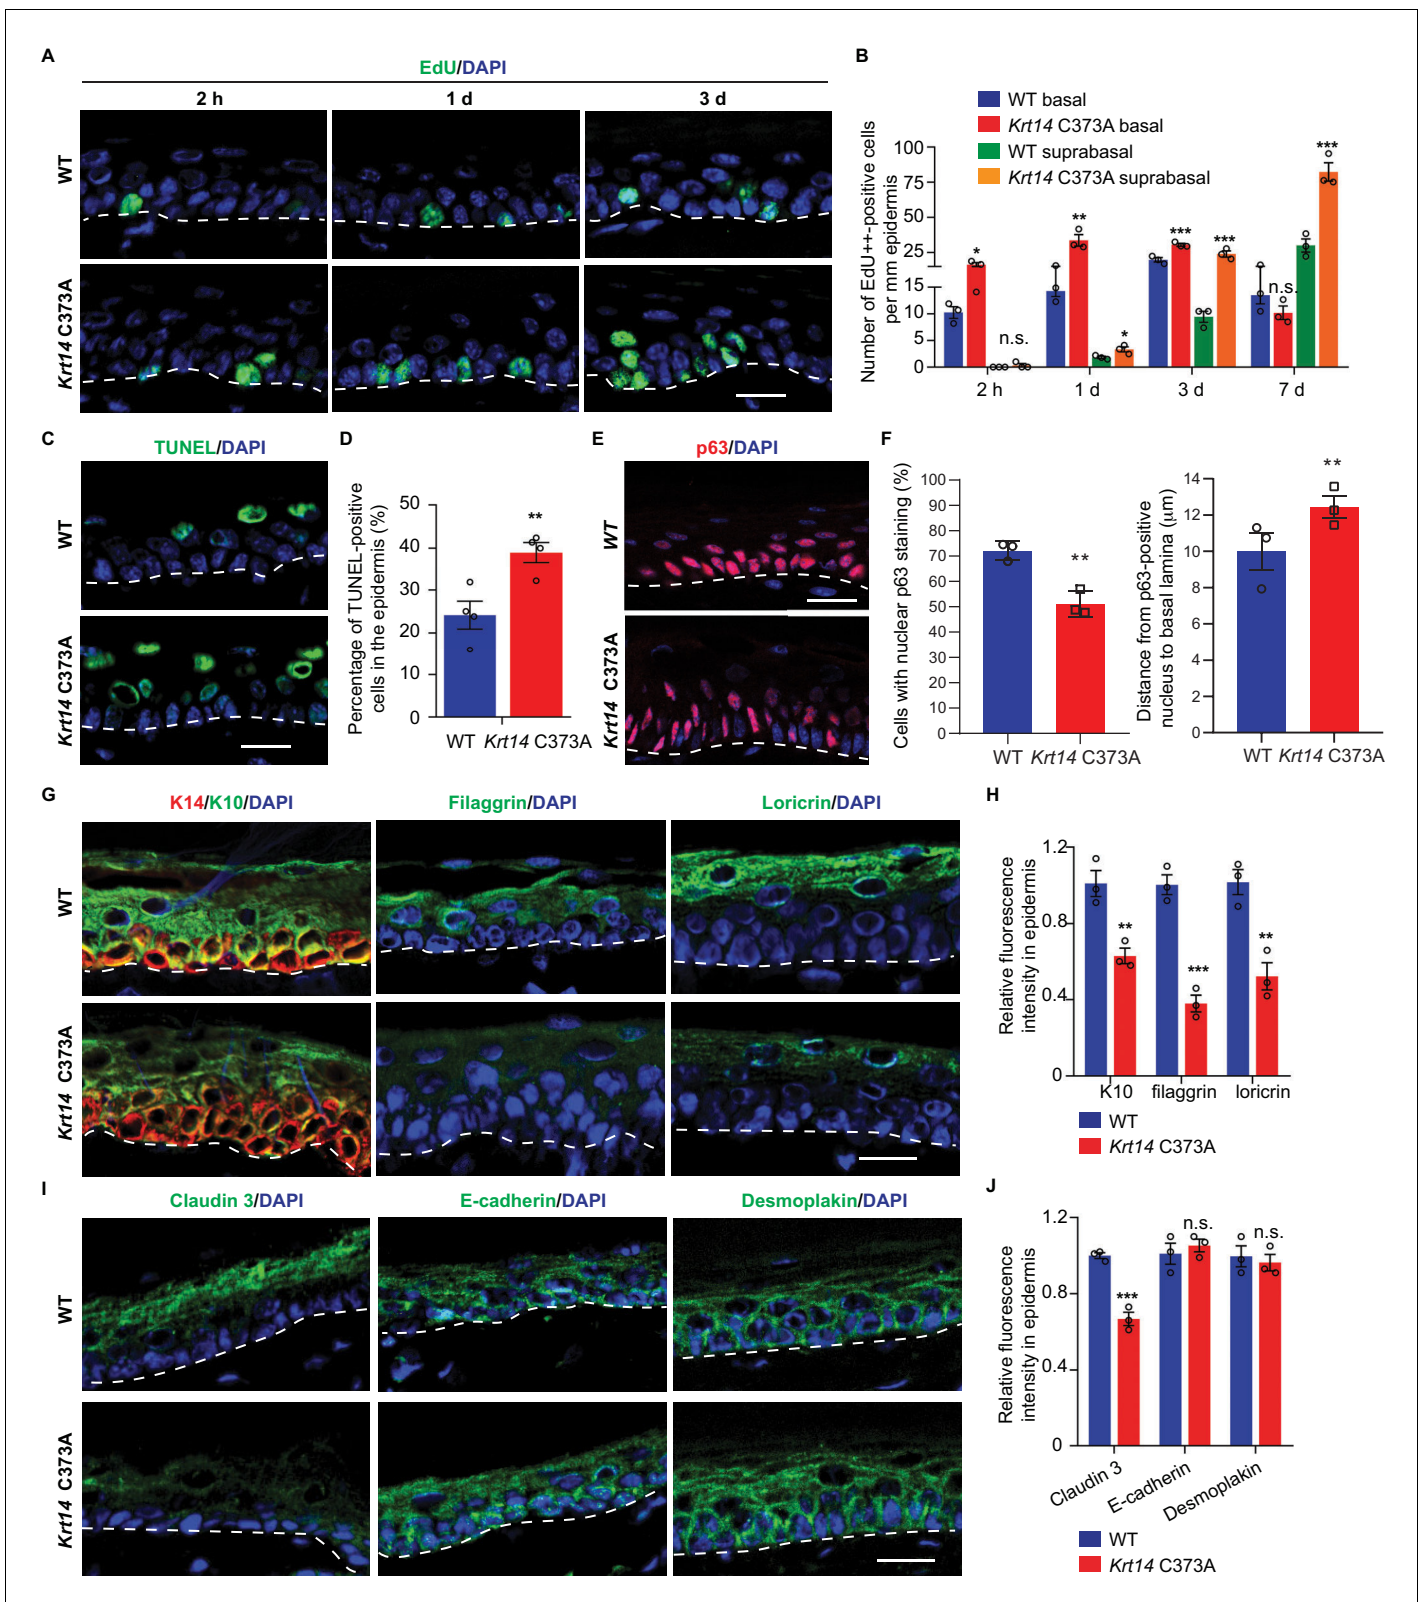 A
EdU/DAPI
2 h 1 d 3 d
WT
Krt14 C373A
B
WT basal
Krt14 C373A basal
WT suprabasal
Krt14 C373A suprabasal
Number of EdU++-positive cells
per mm epidermis
100
75
50
25
15
10
5
0
* n.s.
** *
*** ***
n.s. ***
2 h 1 d 3 d 7 d
C
TUNEL/DAPI
WT
Krt14 C373A
D
Percentage of TUNEL-positive
cells in the epidermis (%)
50
40
30
20
10
0
**
WT Krt14 C373A
E
p63/DAPI
WT
Krt14 C373A
F
Cells with nuclear p63 staining (%)
100
90
80
70
60
50
40
30
20
10
0
**
WT Krt14 C373A
Distance from p63-positive
nucleus to basal lamina (μm)
14
12
10
8
6
4
2
0
**
WT Krt14 C373A
G
K14/K10/DAPI Filaggrin/DAPI Loricrin/DAPI
WT
Krt14 C373A
H
Relative fluorescence
intensity in epidermis
1.2
0.8
0.4
0
** *** **
K10 filaggrin loricrin
WT
Krt14 C373A
I
Claudin 3/DAPI E-cadherin/DAPI Desmoplakin/DAPI
WT
Krt14 C373A
J
Relative fluorescence
intensity in epidermis
1.2
0.8
0.4
0
*** n.s. n.s.
Claudin 3 E-cadherin Desmoplakin
WT
Krt14 C373A